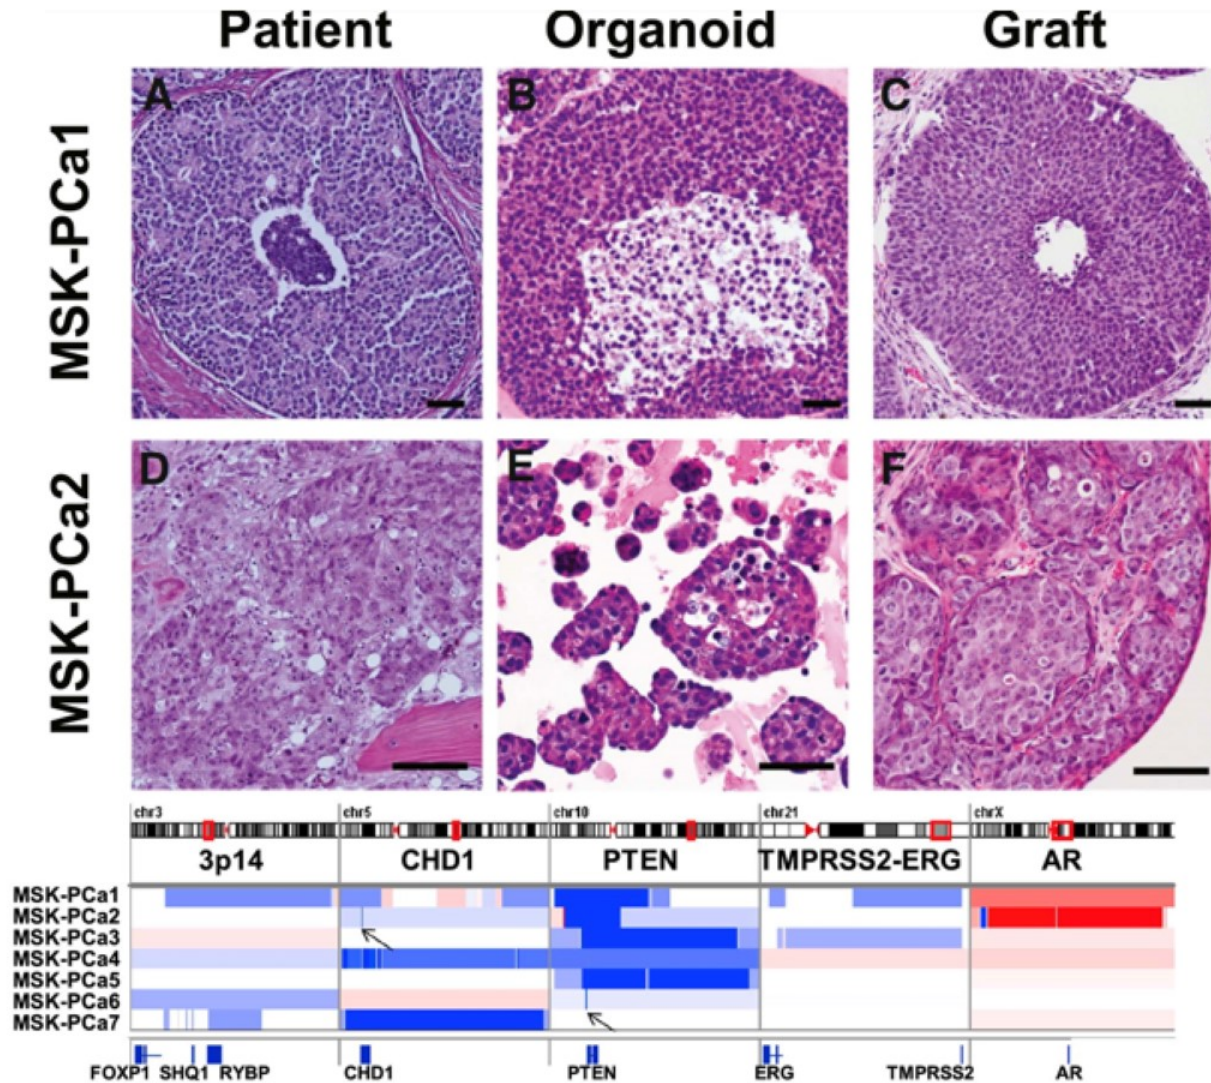 Patient Organoid Graft
MSK-PCa1
A B C
MSK-PCa2
D E F
chr3 chr5 chr10 chr21 chrX
3p14 CHD1 PTEN TMPRSS2-ERG AR
MSK-PCa1
MSK-PCa2
MSK-PCa3
MSK-PCa4
MSK-PCa5
MSK-PCa6
MSK-PCa7
FOXP1 SHQ1 RYBP CHD1 PTEN ERG TMPRSS2 AR